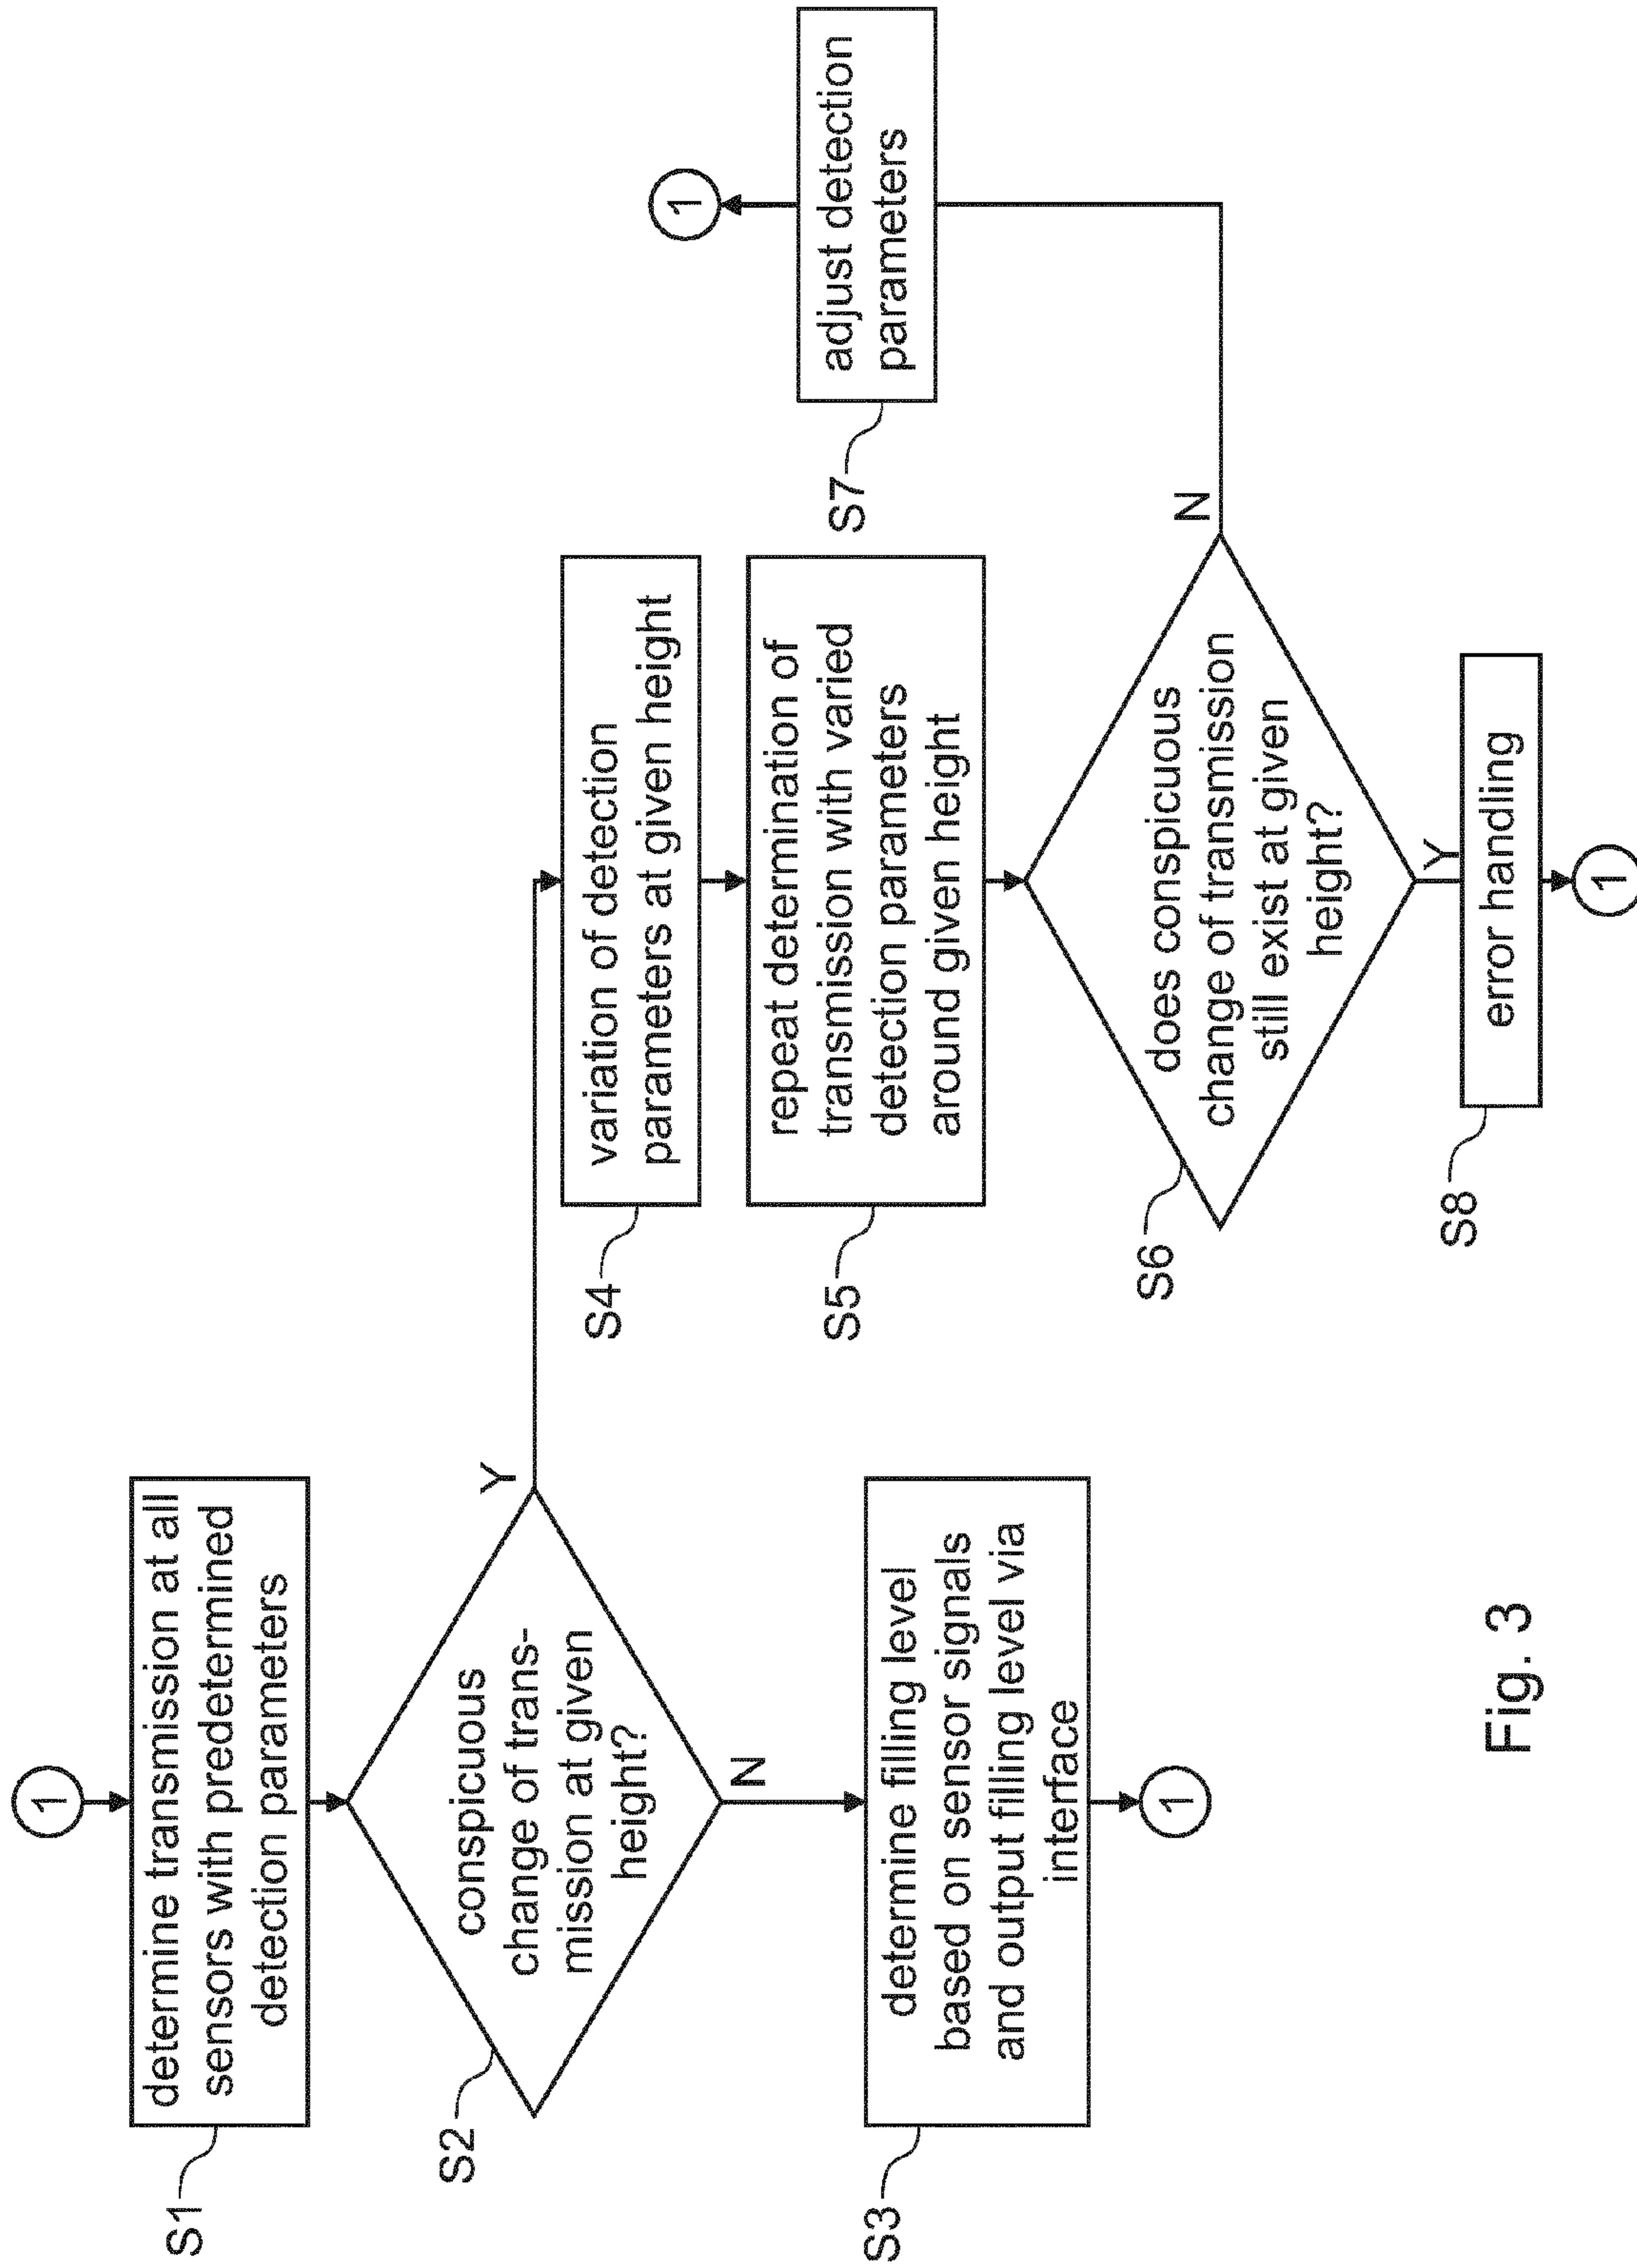 1
determine transmission at all
sensors with predetermined
detection parameters
S1
conspicuous
change of trans-
mission at given
height?
S2
Y
N
determine filling level
based on sensor signals
and output filling level via
interface
S3
1
variation of detection
parameters at given height
S4
repeat determination of
transmission with varied
detection parameters
around given height
S5
does conspicuous
change of transmission
still exist at given
height?
S6
N
Y
adjust detection
parameters
S7
1
error handling
S8
1
Fig. 3